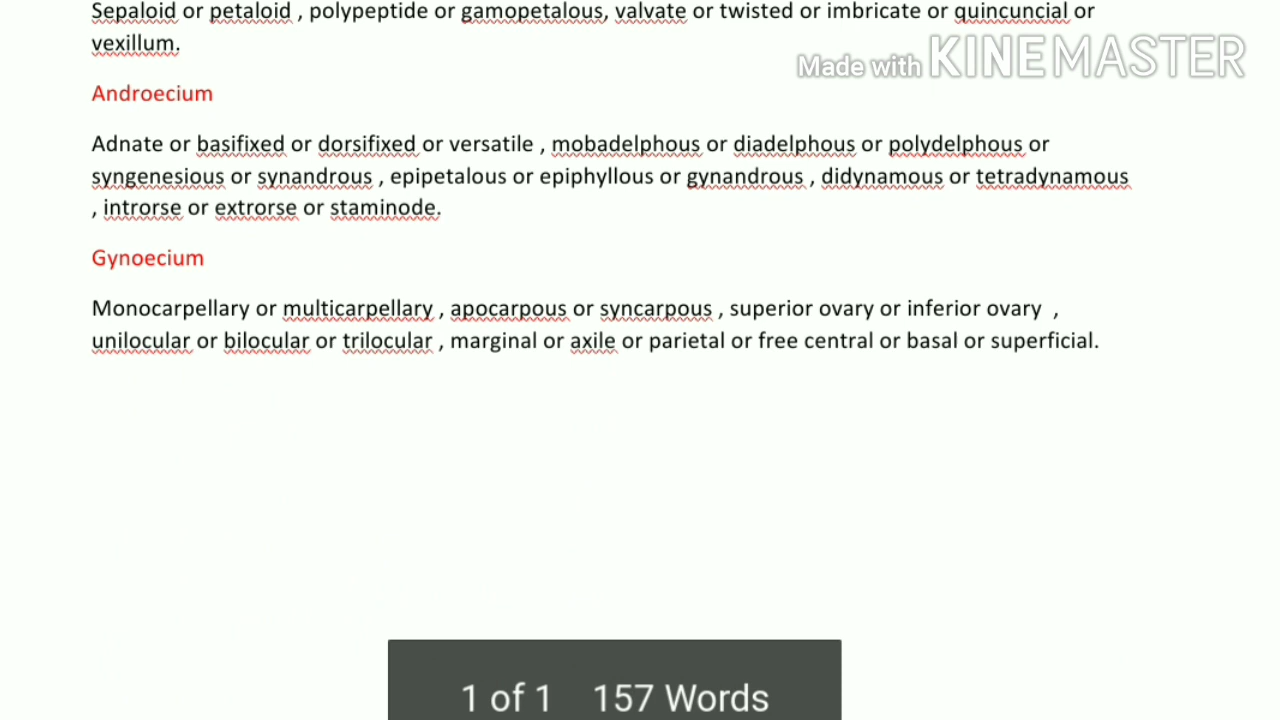 Sepaloid or petaloid , polypeptide or gamopetalous, valvate or twisted or imbricate or quincuncial or
vexillum.
Made with KINEMASTER
Androecium
Adnate or basifixed or dorsifixed or versatile , mobadelphous or diadelphous or polydelphous or
syngenesious or synandrous , epipetalous or epiphyllous or gynandrous , didynamous or tetradynamous
, introrse or extrorse or staminode.
Gynoecium
Monocarpellary or multicarpellary , apocarpous or syncarpous , superior ovary or inferior ovary ,
unilocular or bilocular or trilocular , marginal or axile or parietal or free central or basal or superficial.
1 of 1 157 Words